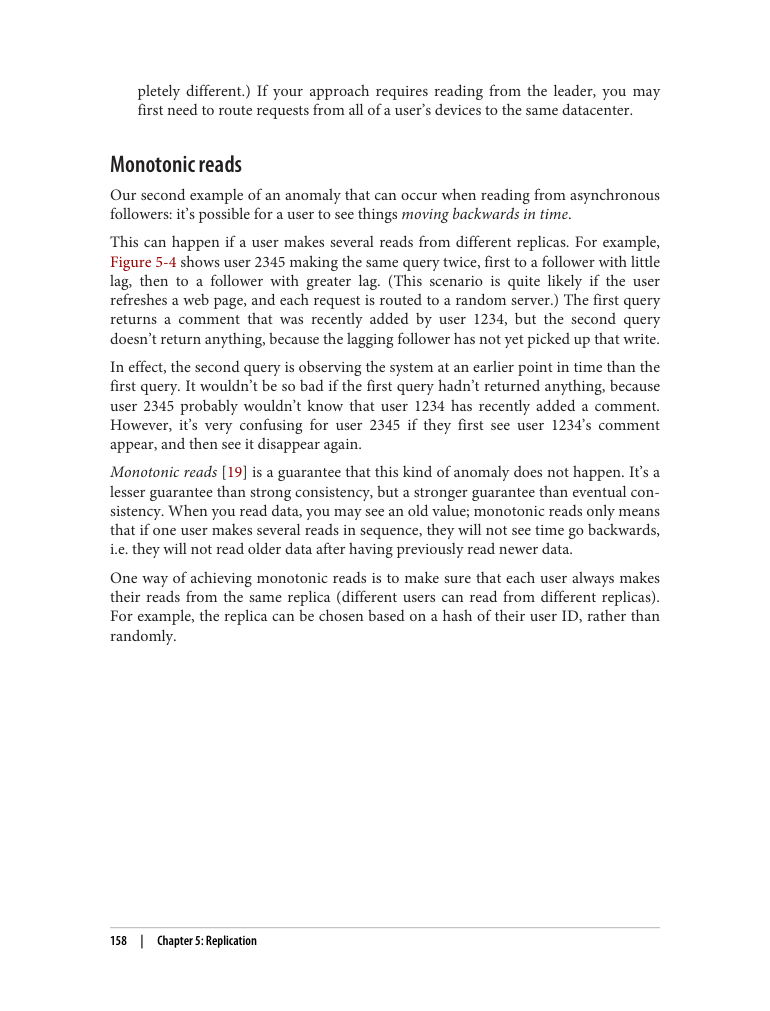 pletely different.) If your approach requires reading from the leader, you may
first need to route requests from all of a user’s devices to the same datacenter.
Monotonic reads
Our second example of an anomaly that can occur when reading from asynchronous
followers: it’s possible for a user to see things moving backwards in time.
This can happen if a user makes several reads from different replicas. For example,
Figure 5-4 shows user 2345 making the same query twice, first to a follower with little
lag, then to a follower with greater lag. (This scenario is quite likely if the user
refreshes a web page, and each request is routed to a random server.) The first query
returns a comment that was recently added by user 1234, but the second query
doesn’t return anything, because the lagging follower has not yet picked up that write.
In effect, the second query is observing the system at an earlier point in time than the
first query. It wouldn’t be so bad if the first query hadn’t returned anything, because
user 2345 probably wouldn’t know that user 1234 has recently added a comment.
However, it’s very confusing for user 2345 if they first see user 1234’s comment
appear, and then see it disappear again.
Monotonic reads [19] is a guarantee that this kind of anomaly does not happen. It’s a
lesser guarantee than strong consistency, but a stronger guarantee than eventual con-
sistency. When you read data, you may see an old value; monotonic reads only means
that if one user makes several reads in sequence, they will not see time go backwards,
i.e. they will not read older data after having previously read newer data.
One way of achieving monotonic reads is to make sure that each user always makes
their reads from the same replica (different users can read from different replicas).
For example, the replica can be chosen based on a hash of their user ID, rather than
randomly.
158 | Chapter 5: Replication